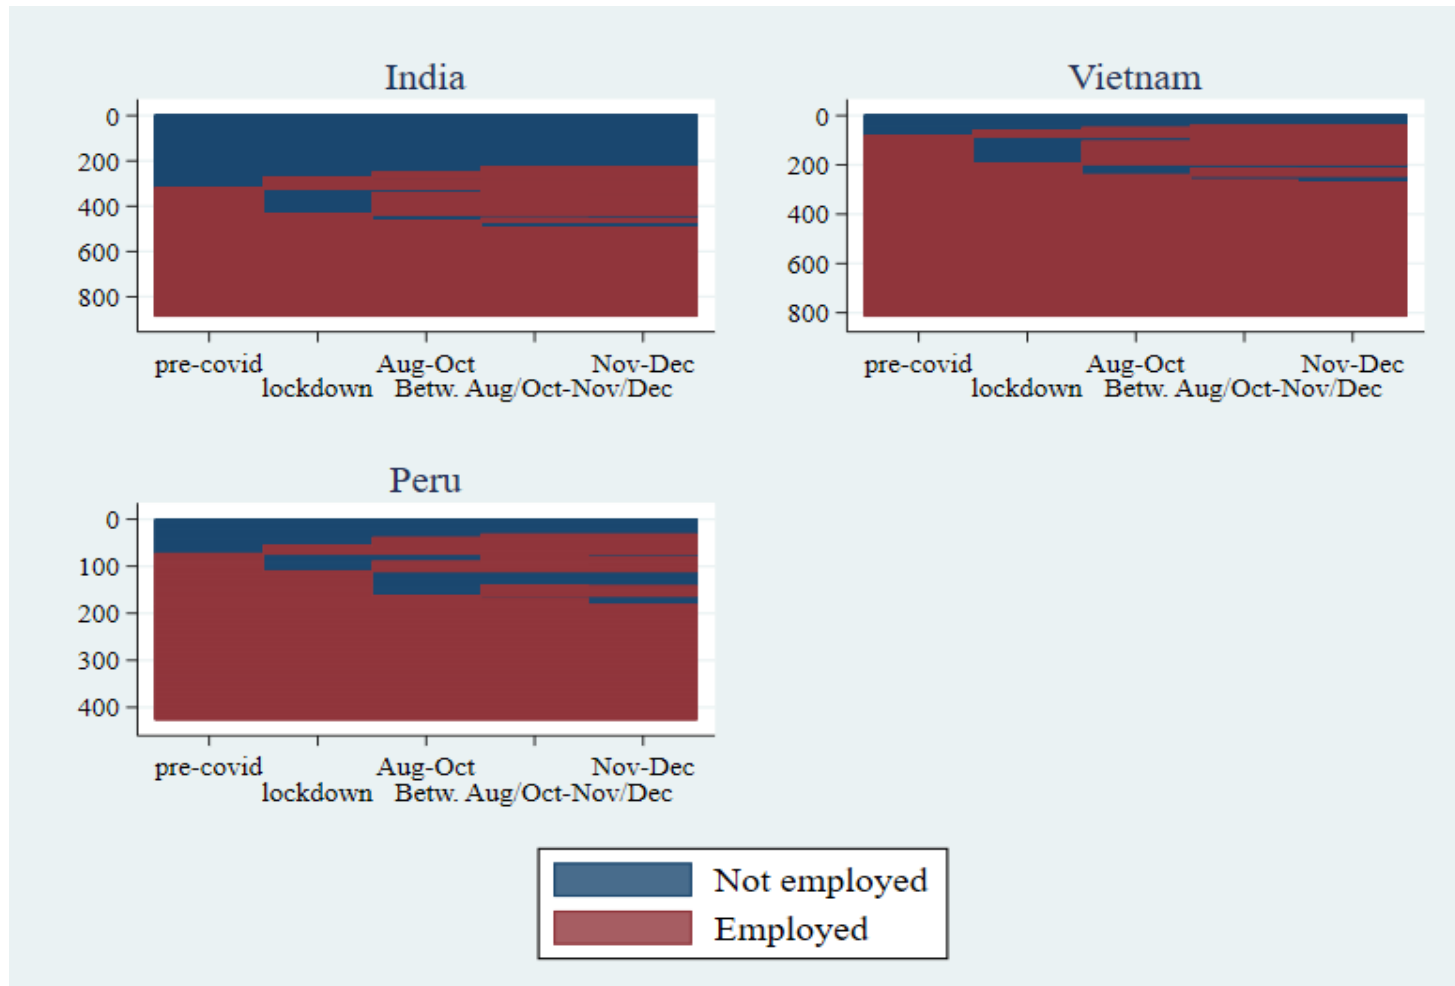 India
0
200
400
600
800
pre-covid Aug-Oct Nov-Dec
lockdown Betw. Aug/Oct-Nov/Dec
Vietnam
0
200
400
600
800
pre-covid Aug-Oct Nov-Dec
lockdown Betw. Aug/Oct-Nov/Dec
Peru
0
100
200
300
400
pre-covid Aug-Oct Nov-Dec
lockdown Betw. Aug/Oct-Nov/Dec
Not employed
Employed